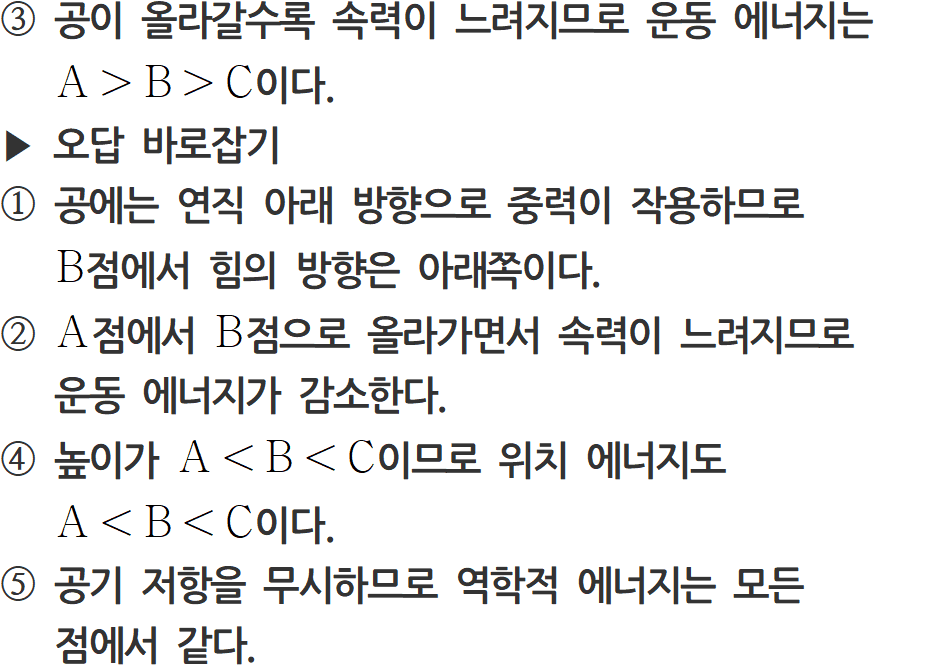 ③ 공이 올라갈수록 속력이 느려지므로 운동 에너지는
A > B > C이다.
▶ 오답 바로잡기
① 공에는 연직 아래 방향으로 중력이 작용하므로
B점에서 힘의 방향은 아래쪽이다.
② A점에서 B점으로 올라가면서 속력이 느려지므로
운동 에너지가 감소한다.
④ 높이가 A < B < C이므로 위치 에너지도
A < B < C이다.
⑤ 공기 저항을 무시하므로 역학적 에너지는 모든
점에서 같다.